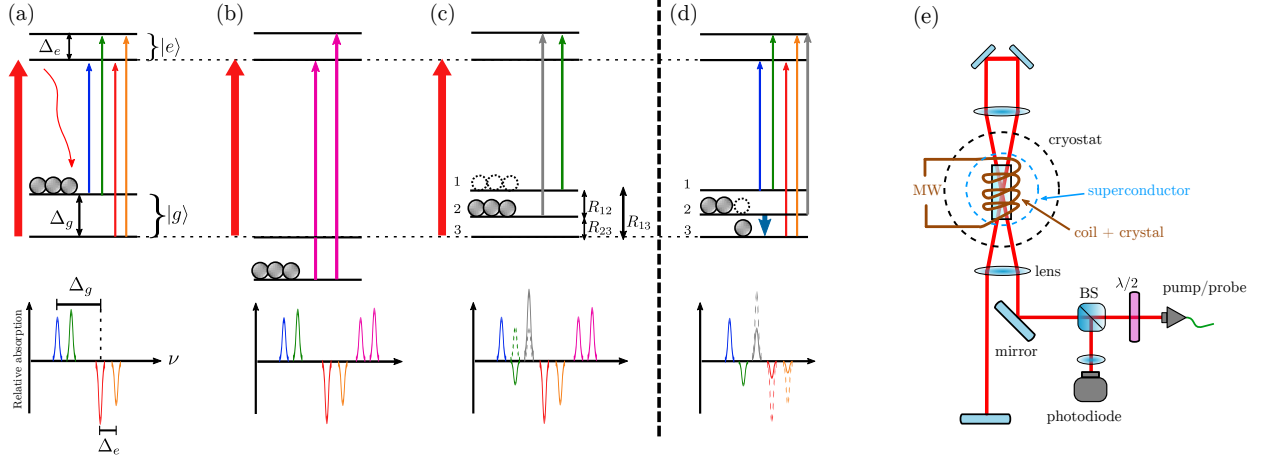 (a)
Δe
|e⟩
Δg
|g⟩
Δg
Relative absorption
ν
Δe
(b)
(c)
1
2
3
R12
R23
R13
(d)
1
2
3
(e)
cryostat
MW
superconductor
coil + crystal
lens
BS
λ/2
pump/probe
mirror
photodiode